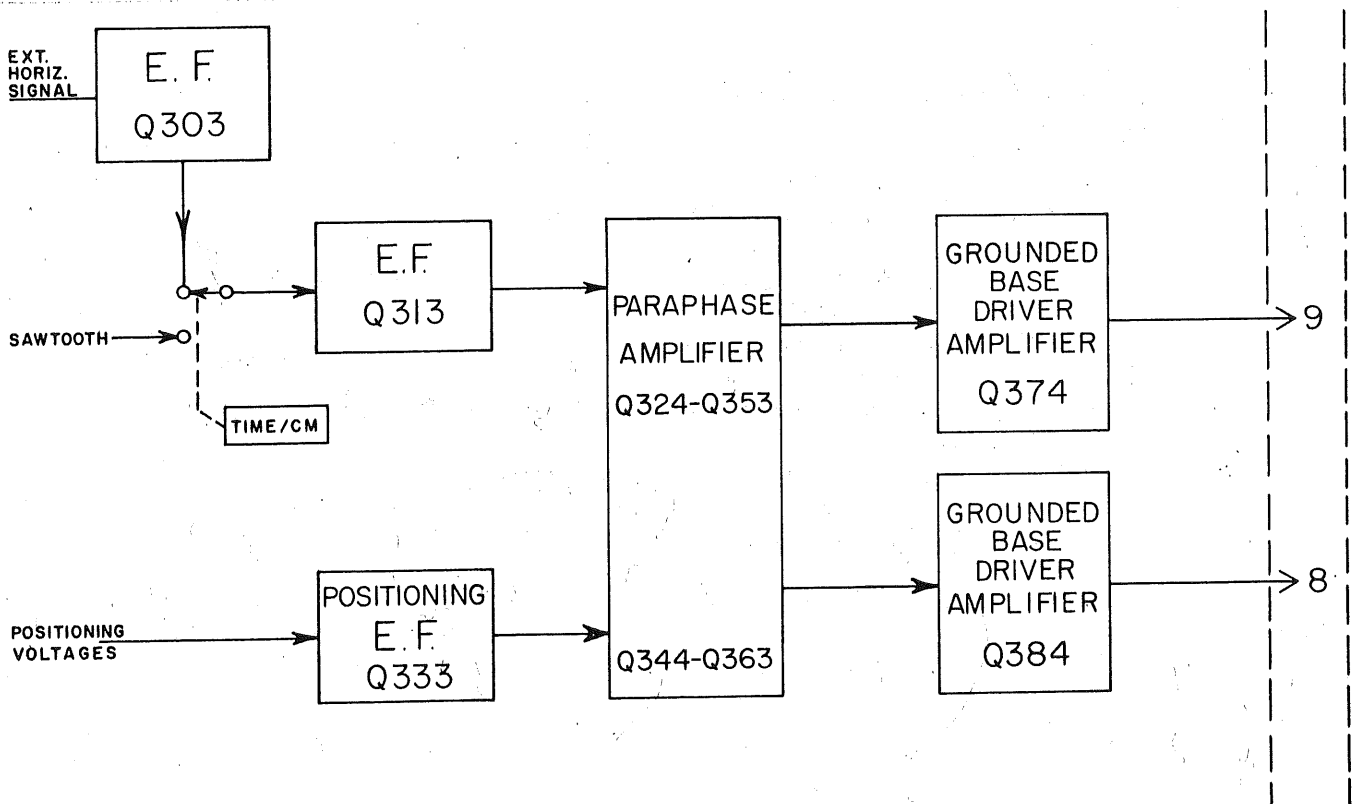 EXT.
HORIZ.
SIGNAL
E. F.
Q303
SAWTOOTH
TIME/CM
E.F.
Q313
POSITIONING
VOLTAGES
POSITIONING
E. F.
Q333
PARAPHASE
AMPLIFIER
Q324-Q353
Q344-Q363
GROUNDED
BASE
DRIVER
AMPLIFIER
Q374
GROUNDED
BASE
DRIVER
AMPLIFIER
Q384
9
8